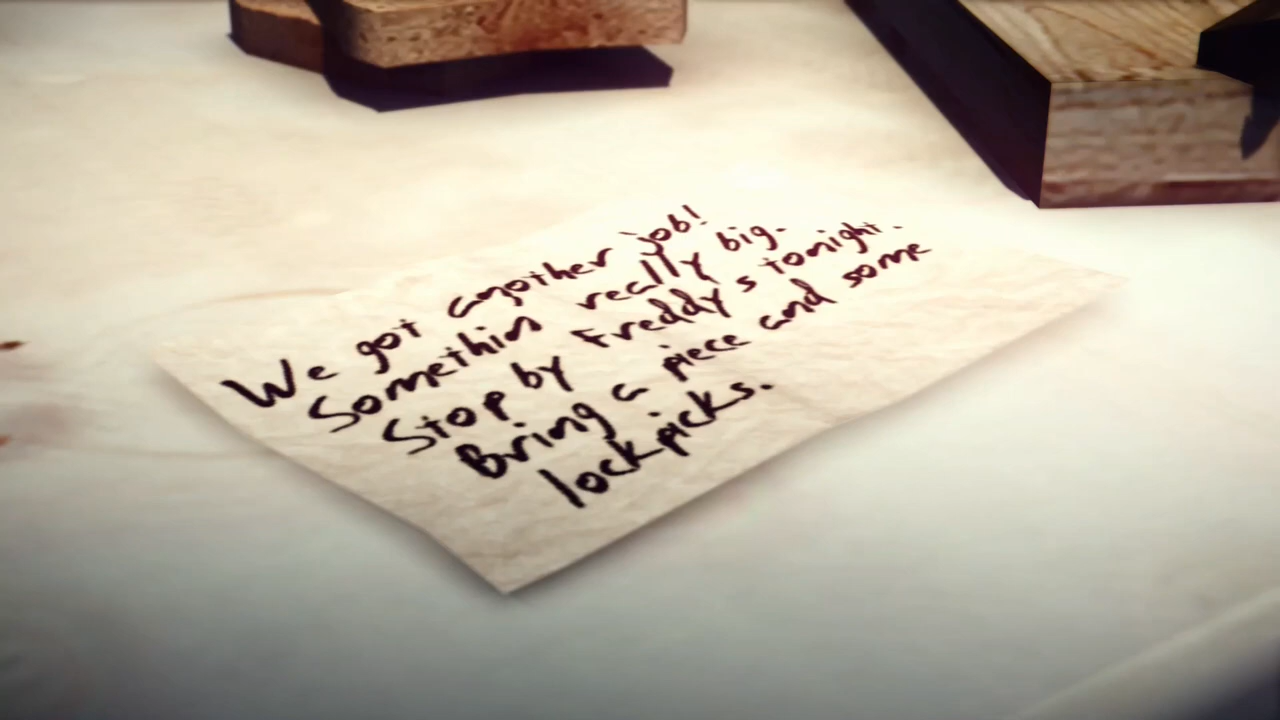 We got another job!
Somethin really big.
Stop by Freddy's tonight.
Bring a piece and some
lockpicks.